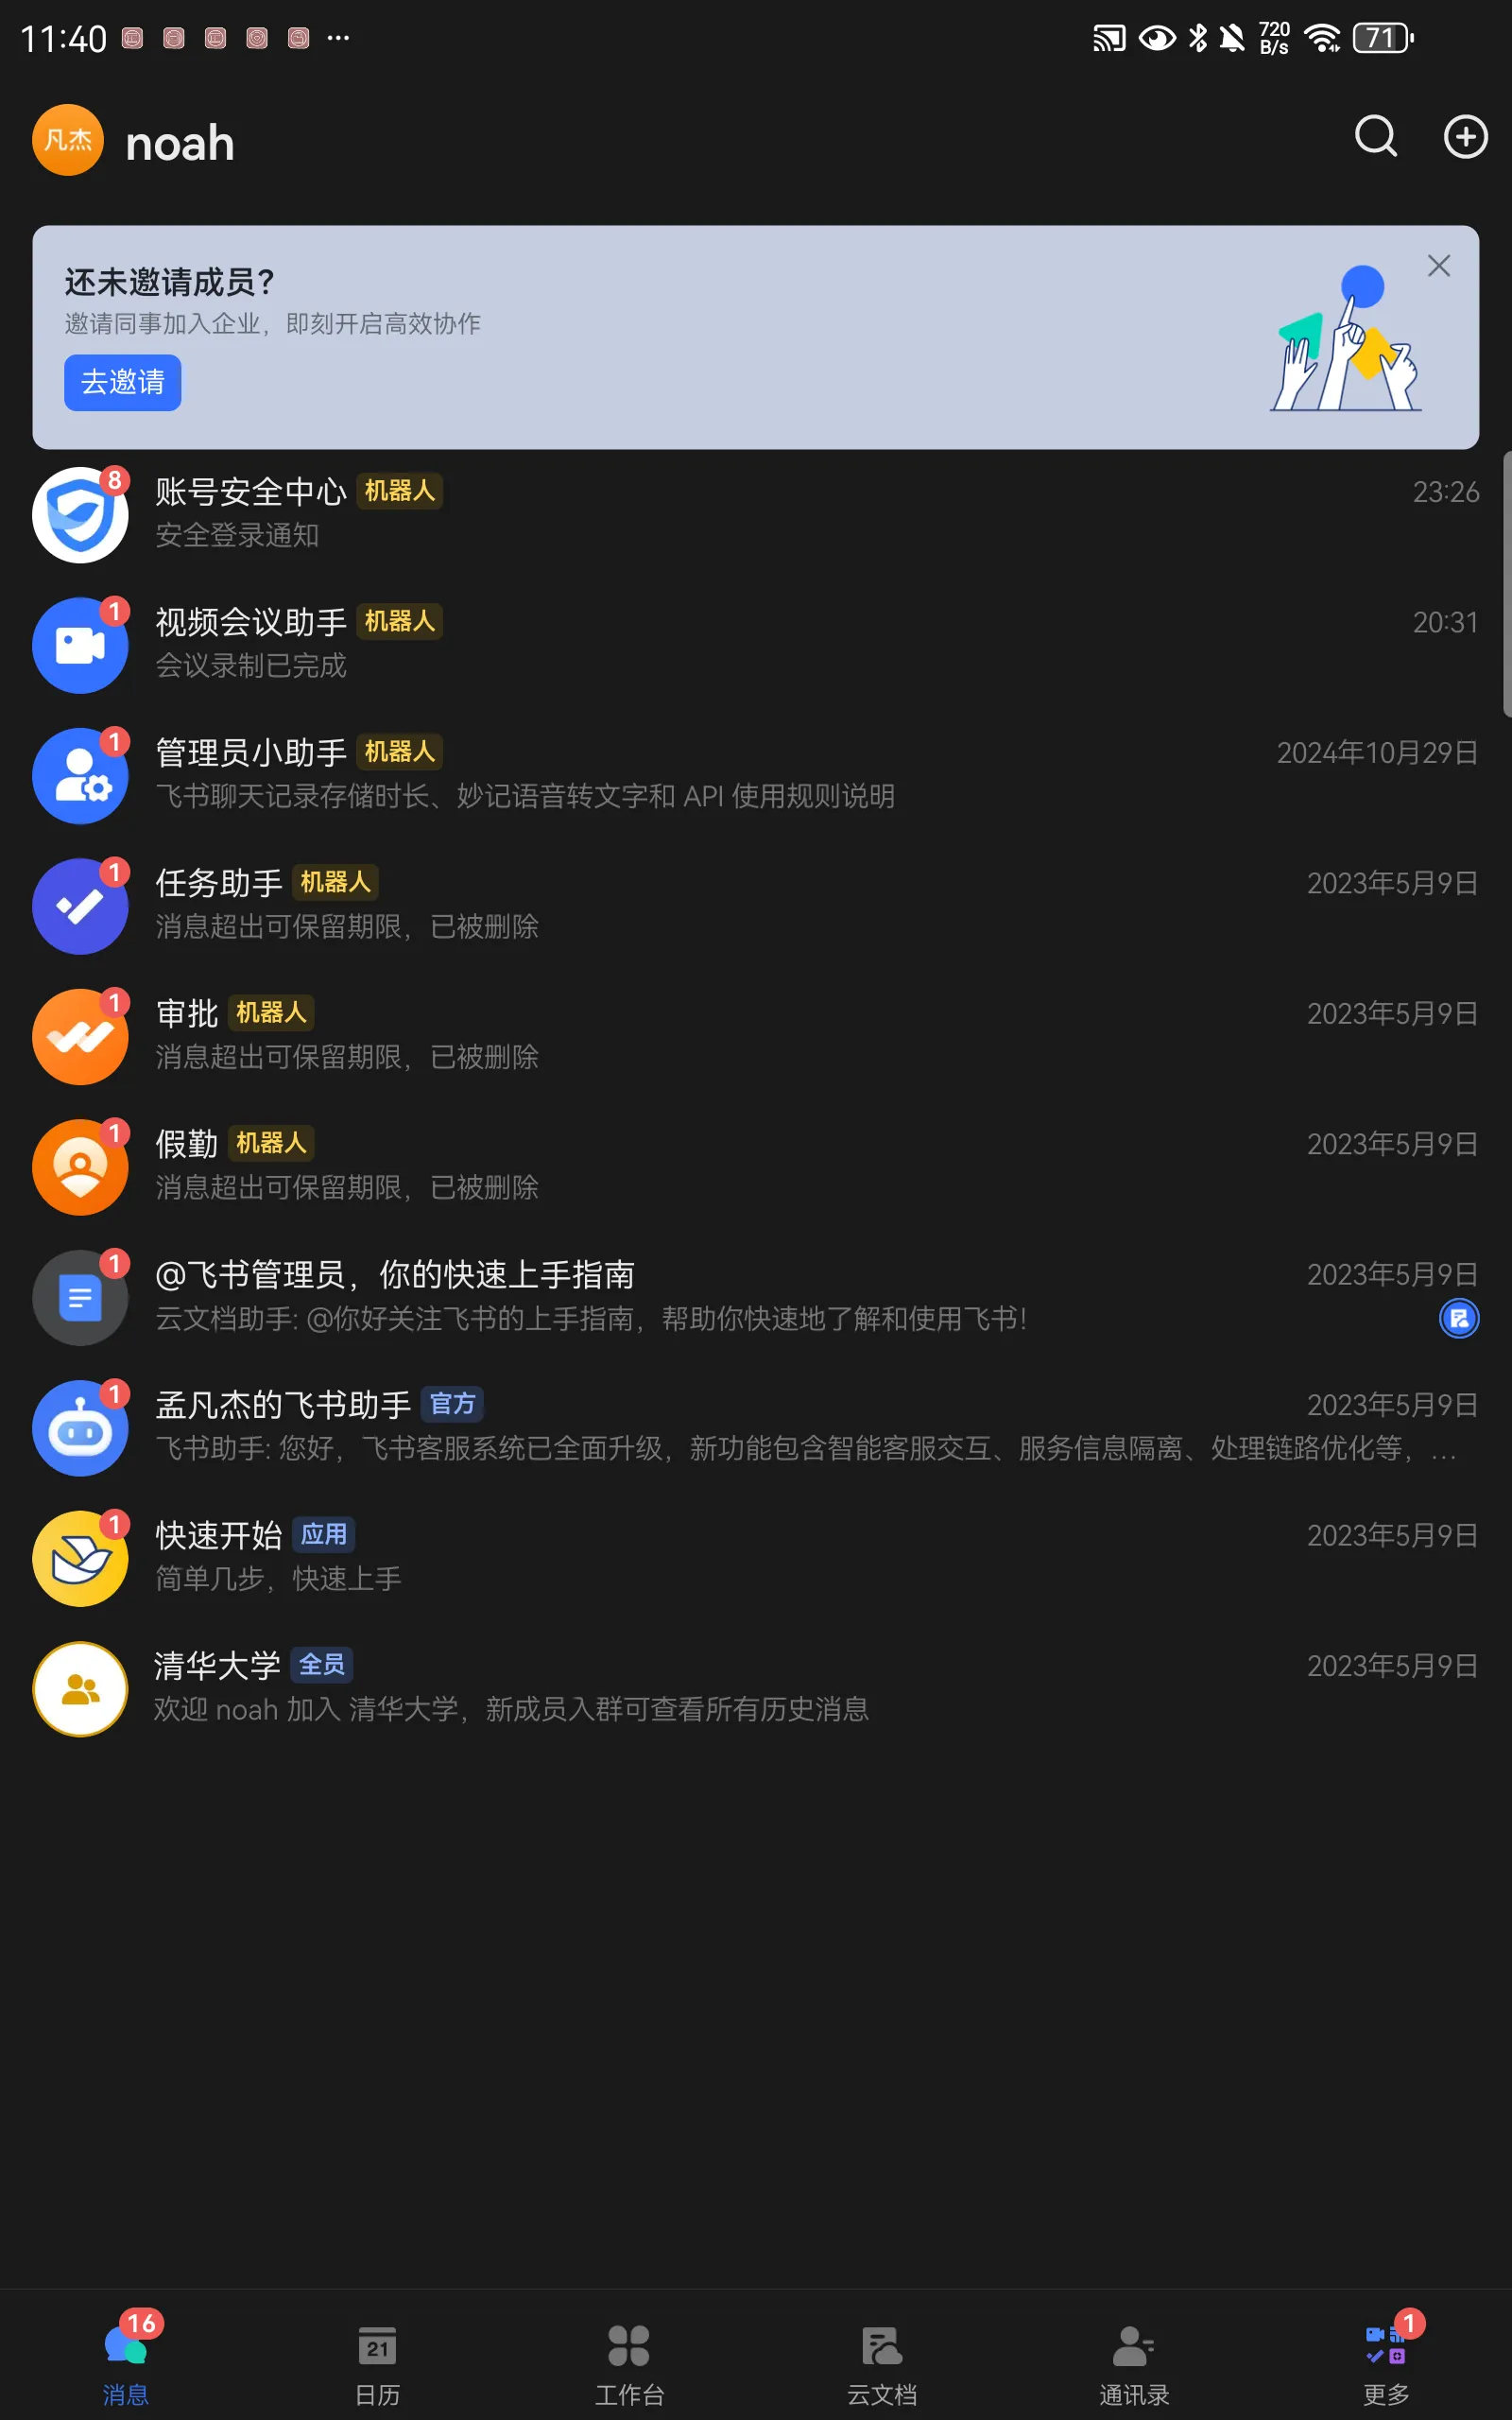 11:40
720
B/s
71
凡杰
noah
还未邀请成员?
邀请同事加入企业，即刻开启高效协作
去邀请
8
账号安全中心 机器人
23:26
安全登录通知
1
视频会议助手 机器人
20:31
会议录制已完成
1
管理员小助手 机器人
2024年10月29日
飞书聊天记录存储时长、妙记语音转文字和 API 使用规则说明
1
任务助手 机器人
2023年5月9日
消息超出可保留期限，已被删除
1
审批 机器人
2023年5月9日
消息超出可保留期限，已被删除
1
假勤 机器人
2023年5月9日
消息超出可保留期限，已被删除
1
@飞书管理员，你的快速上手指南
2023年5月9日
云文档助手: @你好关注飞书的上手指南，帮助你快速地了解和使用飞书!
1
孟凡杰的飞书助手 官方
2023年5月9日
飞书助手: 您好，飞书客服系统已全面升级，新功能包含智能客服交互、服务信息隔离、处理链路优化等，...
1
快速开始 应用
2023年5月9日
简单几步，快速上手
清华大学 全员
2023年5月9日
欢迎 noah 加入 清华大学，新成员入群可查看所有历史消息
16
消息
21
日历
工作台
云文档
通讯录
1
更多